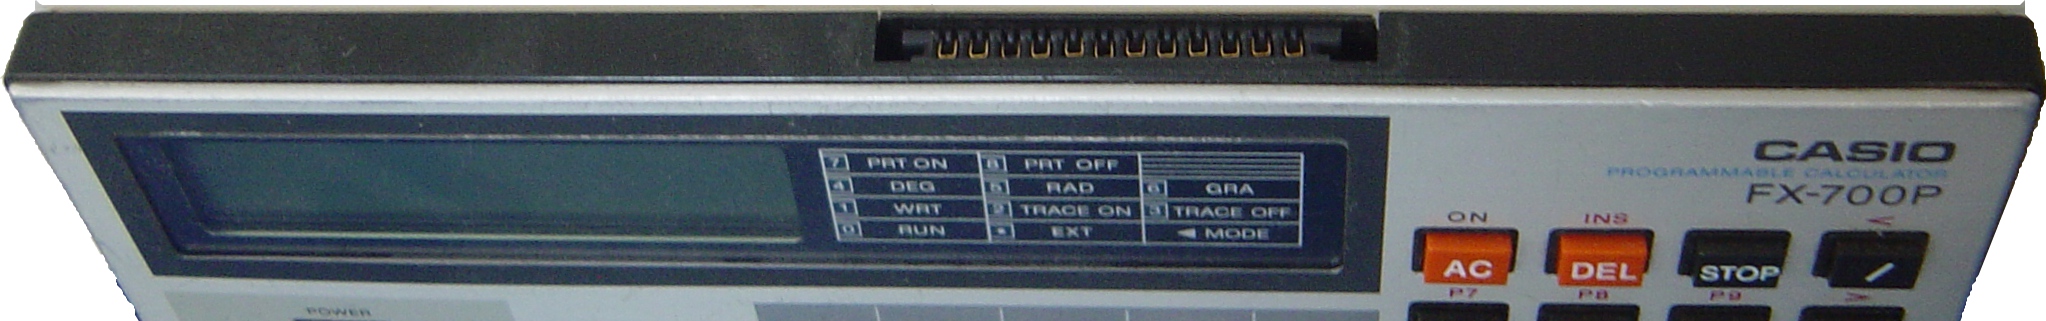 CASIO
PROGRAMMABLE CALCULATOR
FX-700P
7 PRT ON 8 PRT OFF
4 DEG 5 RAD 6 GRA
1 WRT 2 TRACE ON 3 TRACE OFF
0 RUN • EXT ◀ MODE
ON INS
AC DEL STOP /
P7 P8 P9
POWER